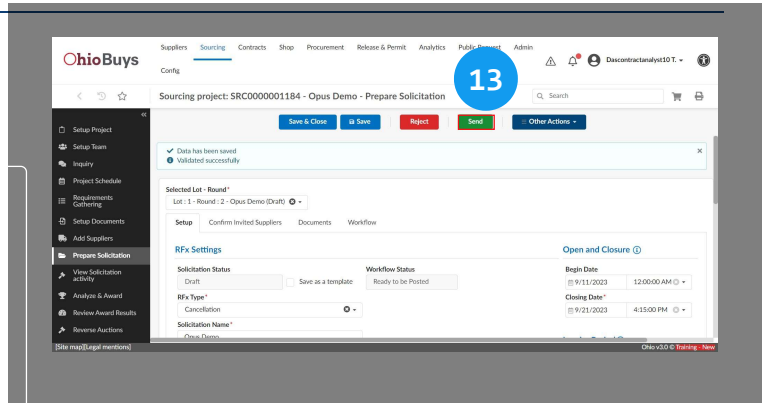 OhioBuys
Suppliers Sourcing Contracts Shop Procurement Release & Permit Analytics Public Request Admin
Config
Dascontractanalyst10 T.
13
Sourcing project: SRC0000001184 - Opus Demo - Prepare Solicitation
Search
Save & Close Save Reject Send Other Actions
Setup Project
Setup Team
Inquiry
Project Schedule
Requirements
Gathering
Setup Documents
Add Suppliers
Prepare Solicitation
View Solicitation
activity
Analyze & Award
Review Award Results
Reverse Auctions
Data has been saved
Validated successfully
Selected Lot - Round*
Lot : 1 - Round : 2 - Opus Demo (Draft)
Setup Confirm Invited Suppliers Documents Workflow
RFx Settings
Solicitation Status
Draft
Save as a template
Workflow Status
Ready to be Posted
RFx Type*
Cancellation
Solicitation Name*
Opus Demo
Open and Closure
Begin Date
9/11/2023 12:00:00 AM
Closing Date*
9/21/2023 4:15:00 PM
[Site map][Legal mentions]
Ohio v3.0 © Training - New